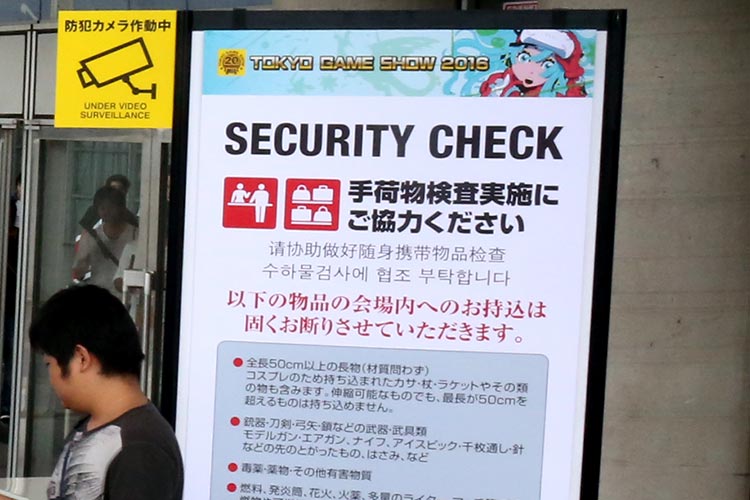 防犯カメラ作動中
UNDER VIDEO
SURVEILLANCE
TOKYO GAME SHOW 2016
SECURITY CHECK
手荷物検査実施に
ご協力ください
请协助做好随身携带物品检查
수하물검사에 협조 부탁합니다
以下の物品の会場内へのお持込は
固くお断りさせていただきます。
● 全長50cm以上の長物(材質問わず)
コスプレのため持ち込まれたカサ・杖・ラケットやその類
の物も含みます。伸縮可能なものでも、最長が50cmを
超えるものは持ち込めません。
● 銃器・刀剣・弓矢・鎖などの武器・武具類
モデルガン・エアガン、ナイフ、アイスピック・千枚通し・針
などの先のとがったもの、はさみ、など
● 毒薬・薬物・その他有害物質
● 燃料、発炎筒、花火、火薬、多量のライター